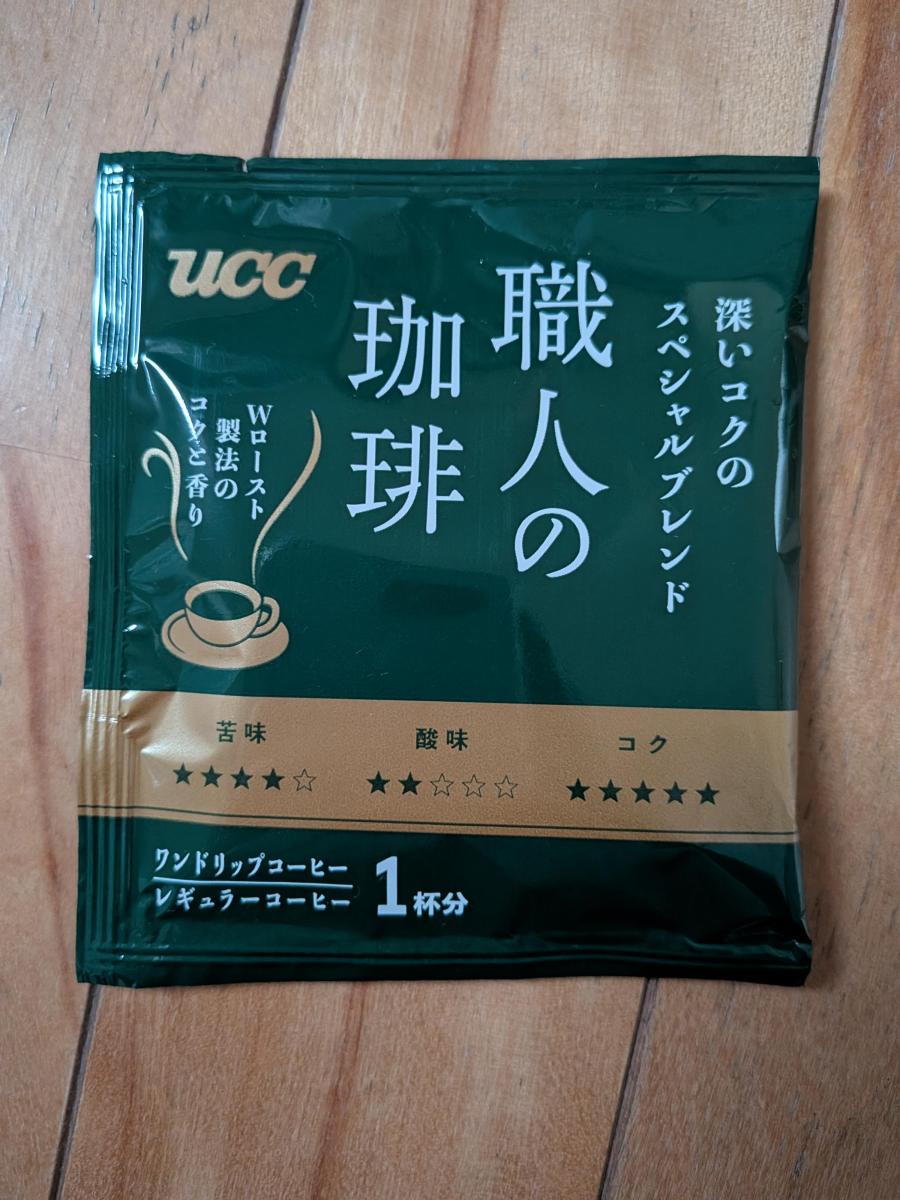 UCC
深いコクの
スペシャルブレンド
職人の
珈琲
Wロースト
製法の
コクと香り
苦味
★★★★☆
酸味
★★☆☆☆
コク
★★★★★
ワンドリップコーヒー
レギュラーコーヒー
1杯分